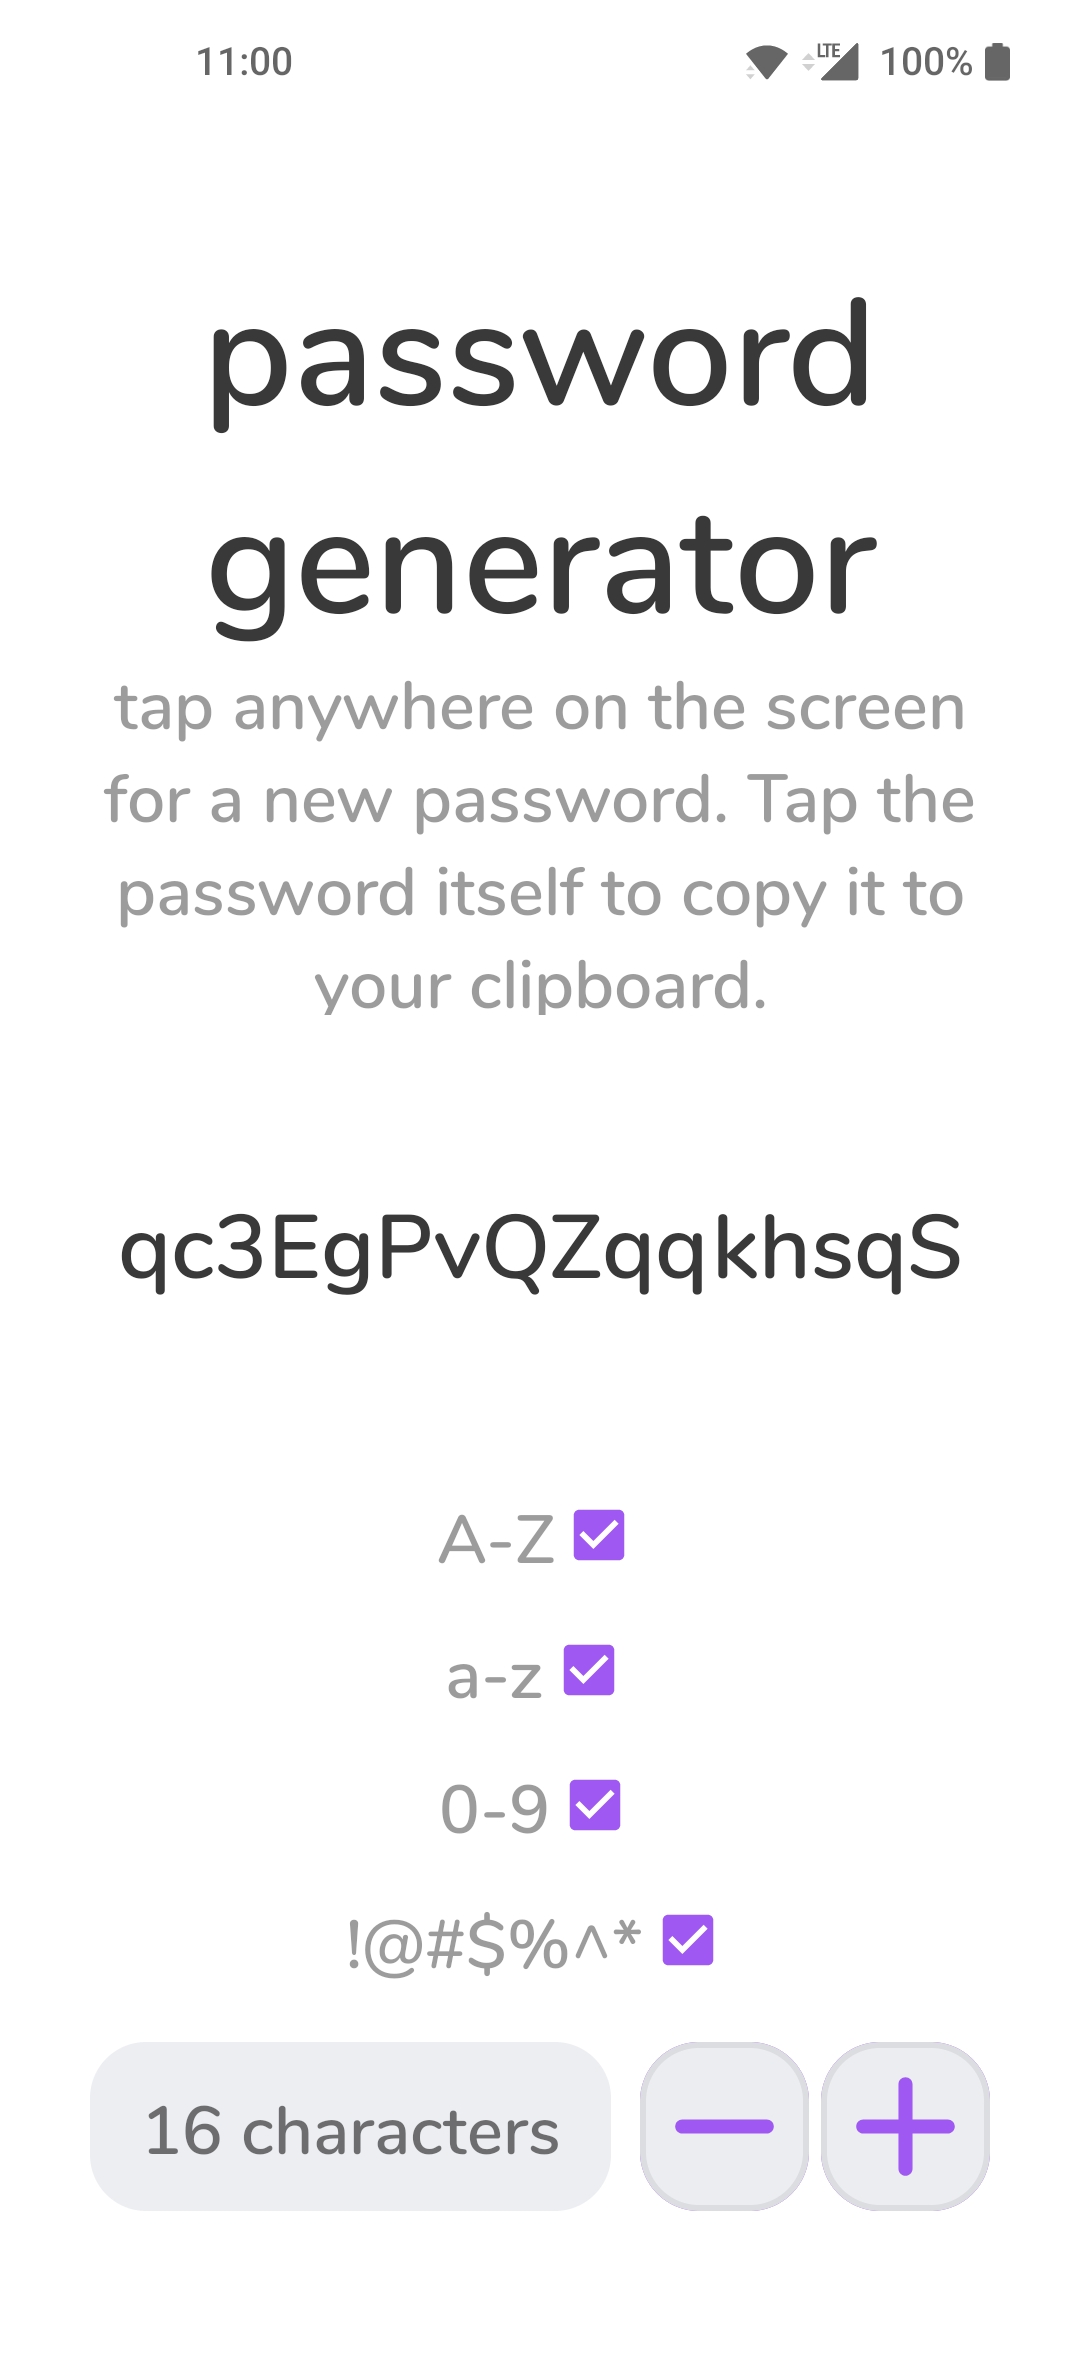 11:00 LTE 100%
password
generator
tap anywhere on the screen
for a new password. Tap the
password itself to copy it to
your clipboard.
qc3EgPvQZqqkhsqS
A-Z
a-z
0-9
!@#$%^*
16 characters